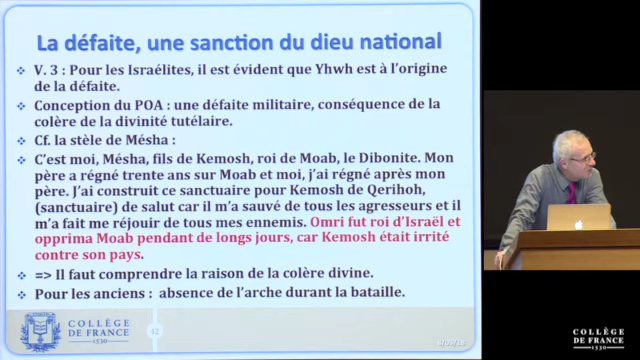 La défaite, une sanction du dieu national
V. 3 : Pour les Israélites, il est évident que Yhwh est à l'origine
de la défaite.
Conception du POA : une défaite militaire, conséquence de la
colère de la divinité tutélaire.
Cf. la stèle de Mésha :
C'est moi, Mésha, fils de Kemosh, roi de Moab, le Dibonite. Mon
père a régné trente ans sur Moab et moi, j'ai régné après mon
père. J'ai construit ce sanctuaire pour Kemosh de Qerihoh,
(sanctuaire) de salut car il m'a sauvé de tous les agresseurs et il
m'a fait me réjouir de tous mes ennemis. Omri fut roi d'Israël et
opprima Moab pendant de longs jours, car Kemosh était irrité
contre son pays.
=> Il faut comprendre la raison de la colère divine.
Pour les anciens : absence de l'arche durant la bataille.
COLLÈGE
DE FRANCE
1530
COLLÈGE
DE FRANCE
1530